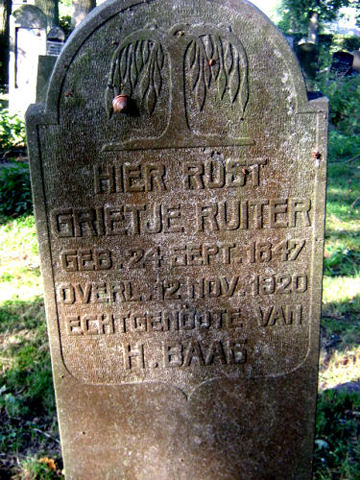 HIER RUST
GRIETJE RUITER
GEB. 24 SEPT. 1847
OVERL. 12 NOV. 1920
ECHTGENOOTE VAN
H. BAAS